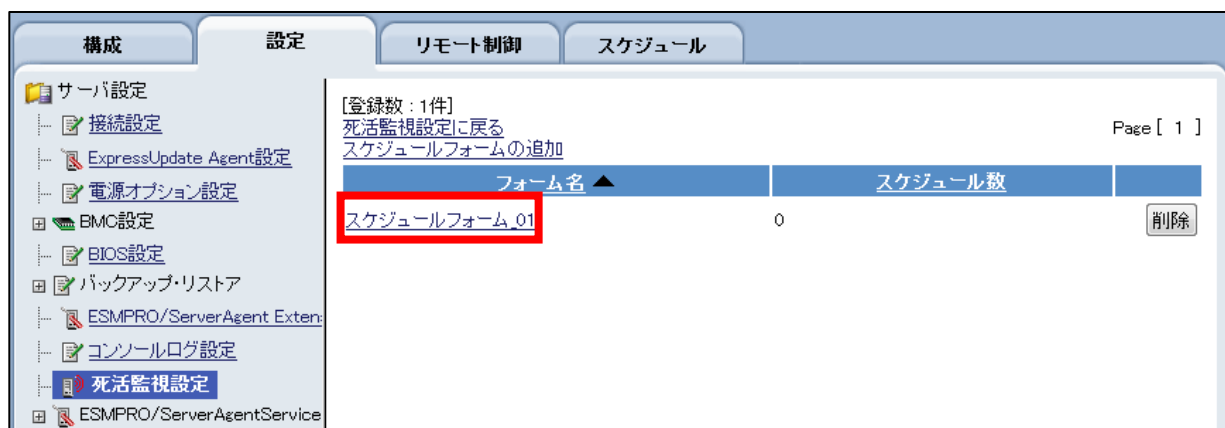 構成 設定 リモート制御 スケジュール
サーバ設定
接続設定
ExpressUpdate Agent設定
電源オプション設定
BMC設定
BIOS設定
バックアップ・リストア
ESMPRO/ServerAgent Exten
コンソールログ設定
死活監視設定
ESMPRO/ServerAgentService
[登録数 : 1件]
死活監視設定に戻る
Page [ 1 ]
スケジュールフォームの追加
フォーム名 ▲ スケジュール数
スケジュールフォーム_01 0 削除